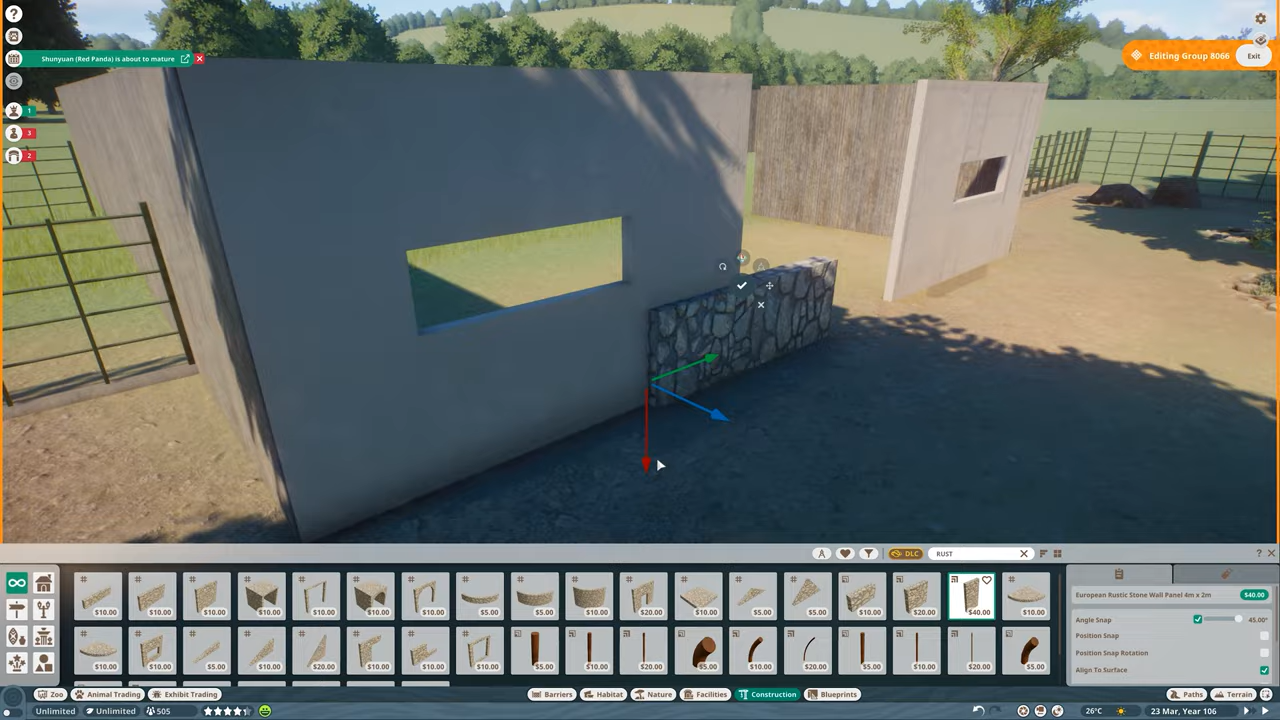 Shunyuan (Red Panda) is about to mature
Editing Group 8066
Exit
1
3
2
DLC
RUST
$10.00
$10.00
$10.00
$10.00
$10.00
$10.00
$10.00
$5.00
$5.00
$10.00
$20.00
$10.00
$5.00
$5.00
$10.00
$20.00
$40.00
$10.00
$10.00
$10.00
$5.00
$10.00
$20.00
$10.00
$10.00
$10.00
$5.00
$10.00
$20.00
$5.00
$10.00
$20.00
$5.00
$10.00
$20.00
$5.00
European Rustic Stone Wall Panel 4m x 2m
$40.00
Angle Snap
45.00°
Position Snap
Position Snap Rotation
Align To Surface
Zoo
Animal Trading
Exhibit Trading
Barriers
Habitat
Nature
Facilities
Construction
Blueprints
Paths
Terrain
Unlimited
Unlimited
505
26°C
23 Mar, Year 106